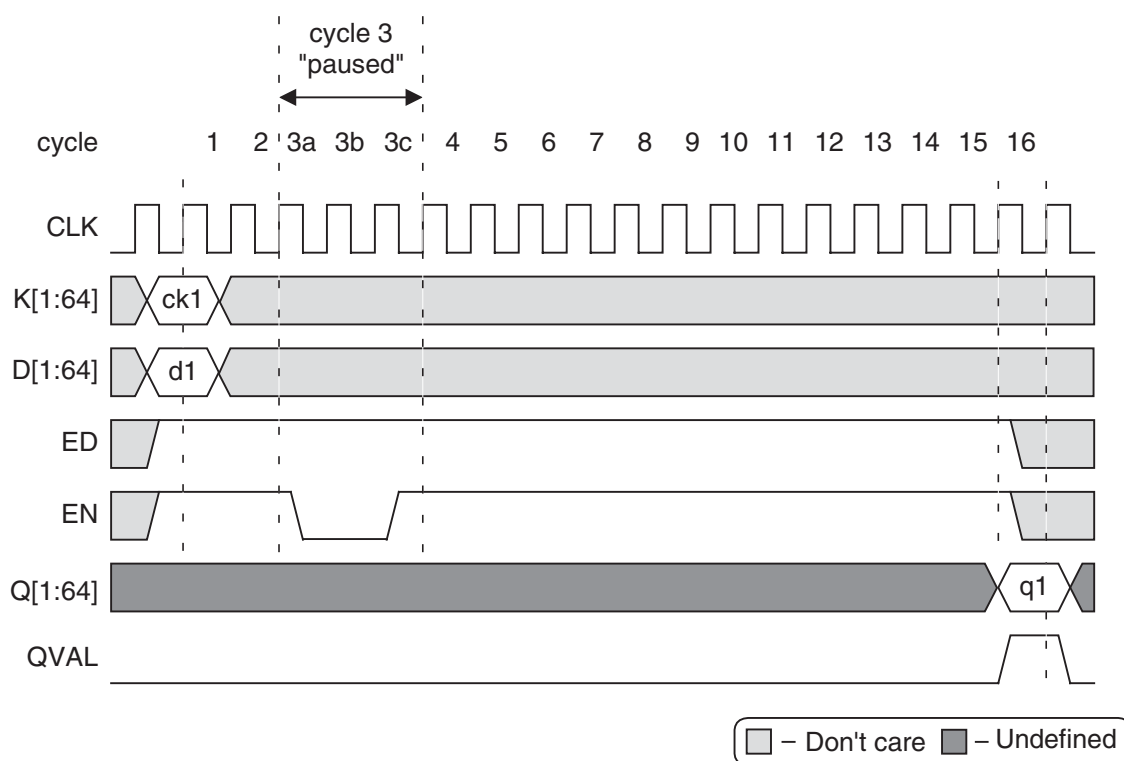 cycle 3
"paused"
cycle 1 2 3a 3b 3c 4 5 6 7 8 9 10 11 12 13 14 15 16
CLK
K[1:64] ck1
D[1:64] d1
ED
EN
Q[1:64] q1
QVAL
– Don't care – Undefined